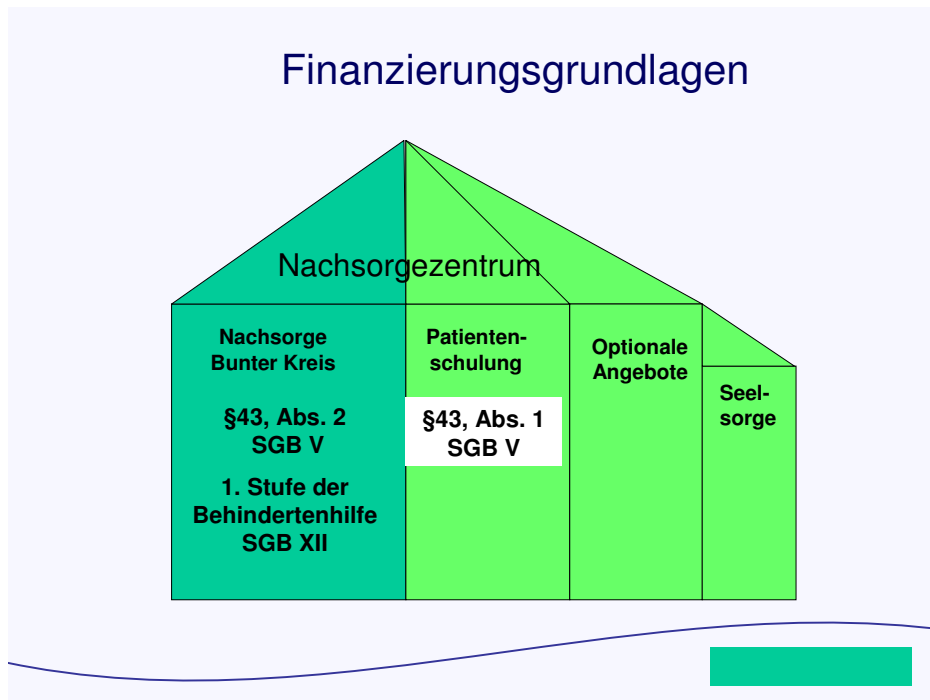 Finanzierungsgrundlagen
Nachsorgezentrum
Nachsorge
Bunter Kreis
§43, Abs. 2
SGB V
1. Stufe der
Behindertenhilfe
SGB XII
Patienten-
schulung
§43, Abs. 1
SGB V
Optionale
Angebote
Seel-
sorge